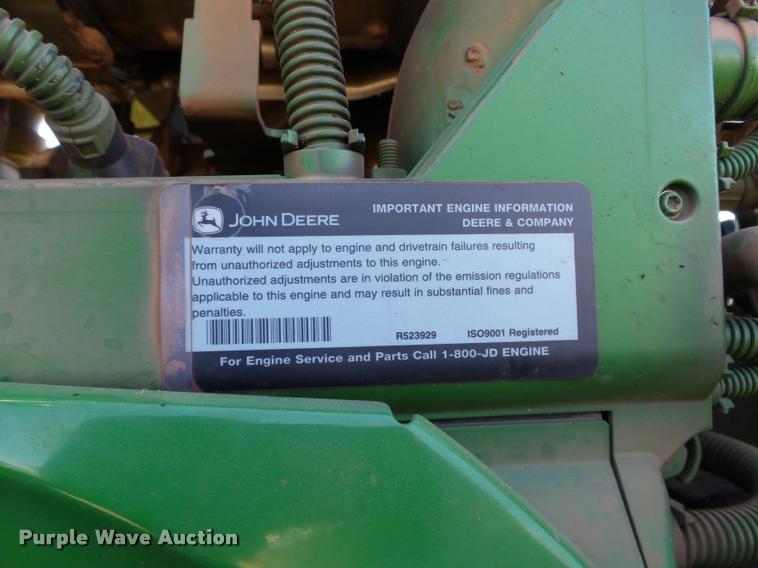 JOHN DEERE
IMPORTANT ENGINE INFORMATION
DEERE & COMPANY
Warranty will not apply to engine and drivetrain failures resulting
from unauthorized adjustments to this engine.
Unauthorized adjustments are in violation of the emission regulations
applicable to this engine and may result in substantial fines and
penalties.
R523929 ISO9001 Registered
For Engine Service and Parts Call 1-800-JD ENGINE
Purple Wave Auction